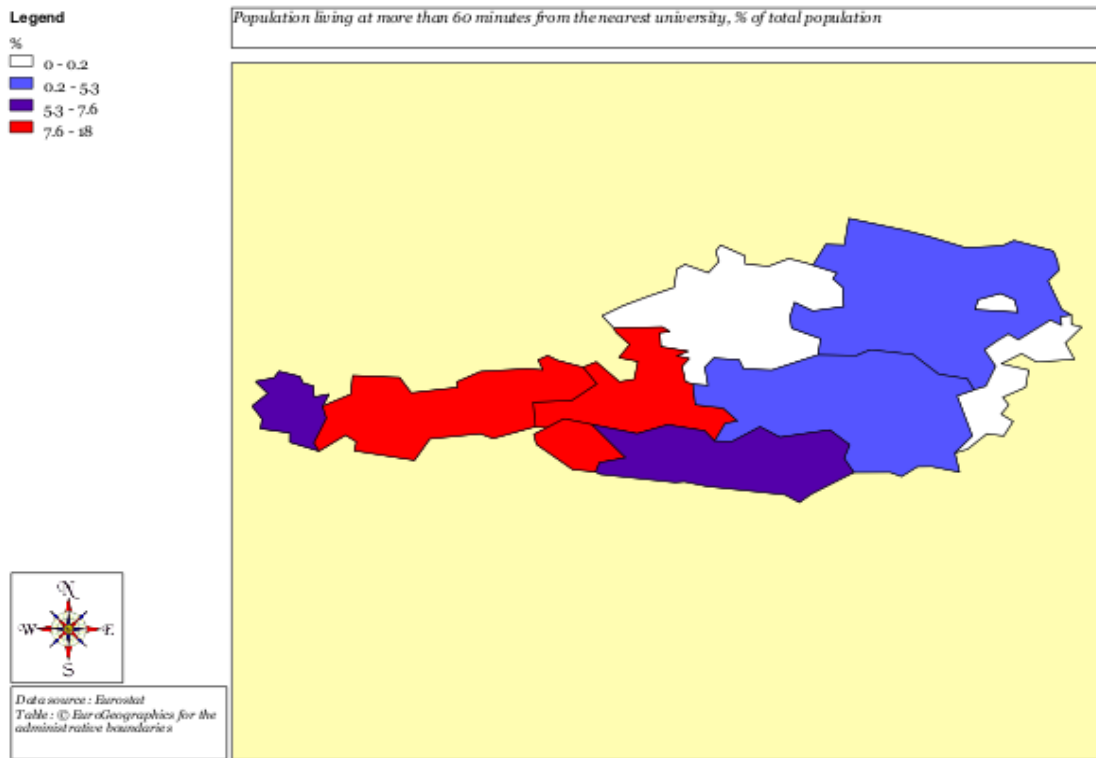 Legend
Population living at more than 60 minutes from the nearest university, % of total population
%
0 - 0.2
0.2 - 5.3
5.3 - 7.6
7.6 - 18
N
W E
S
Data source : Eurostat
Table : © EuroGeographics for the
administrative boundaries